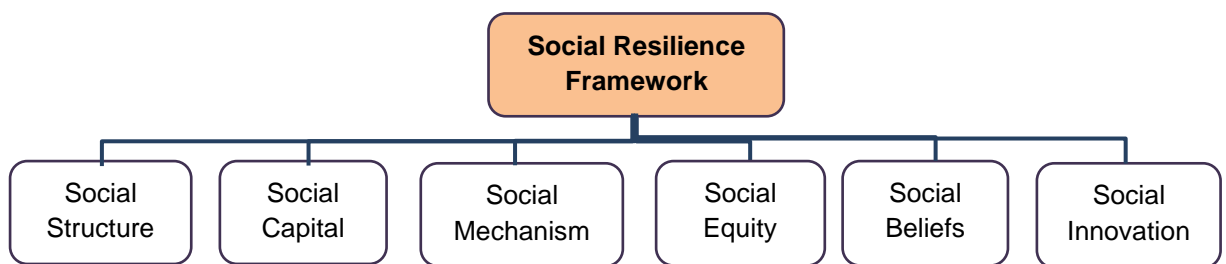 Social Resilience
Framework
Social
Structure
Social
Capital
Social
Mechanism
Social
Equity
Social
Beliefs
Social
Innovation